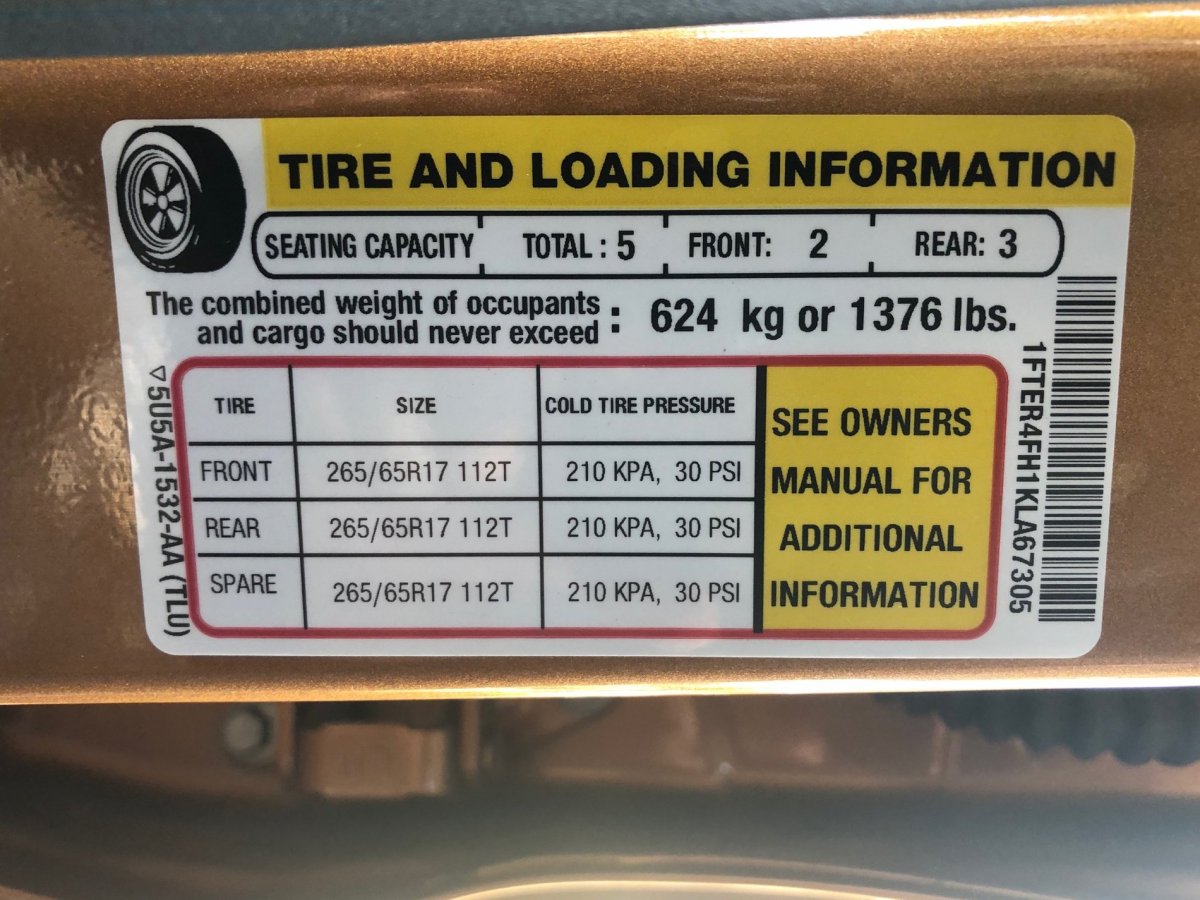 TIRE AND LOADING INFORMATION
SEATING CAPACITY TOTAL : 5 FRONT: 2 REAR: 3
The combined weight of occupants
and cargo should never exceed : 624 kg or 1376 lbs.
TIRE SIZE COLD TIRE PRESSURE
FRONT 265/65R17 112T 210 KPA, 30 PSI
REAR 265/65R17 112T 210 KPA, 30 PSI
SPARE 265/65R17 112T 210 KPA, 30 PSI
SEE OWNERS
MANUAL FOR
ADDITIONAL
INFORMATION
5U5A-1532-AA (TLU)
1FTER4FH1KLA67305